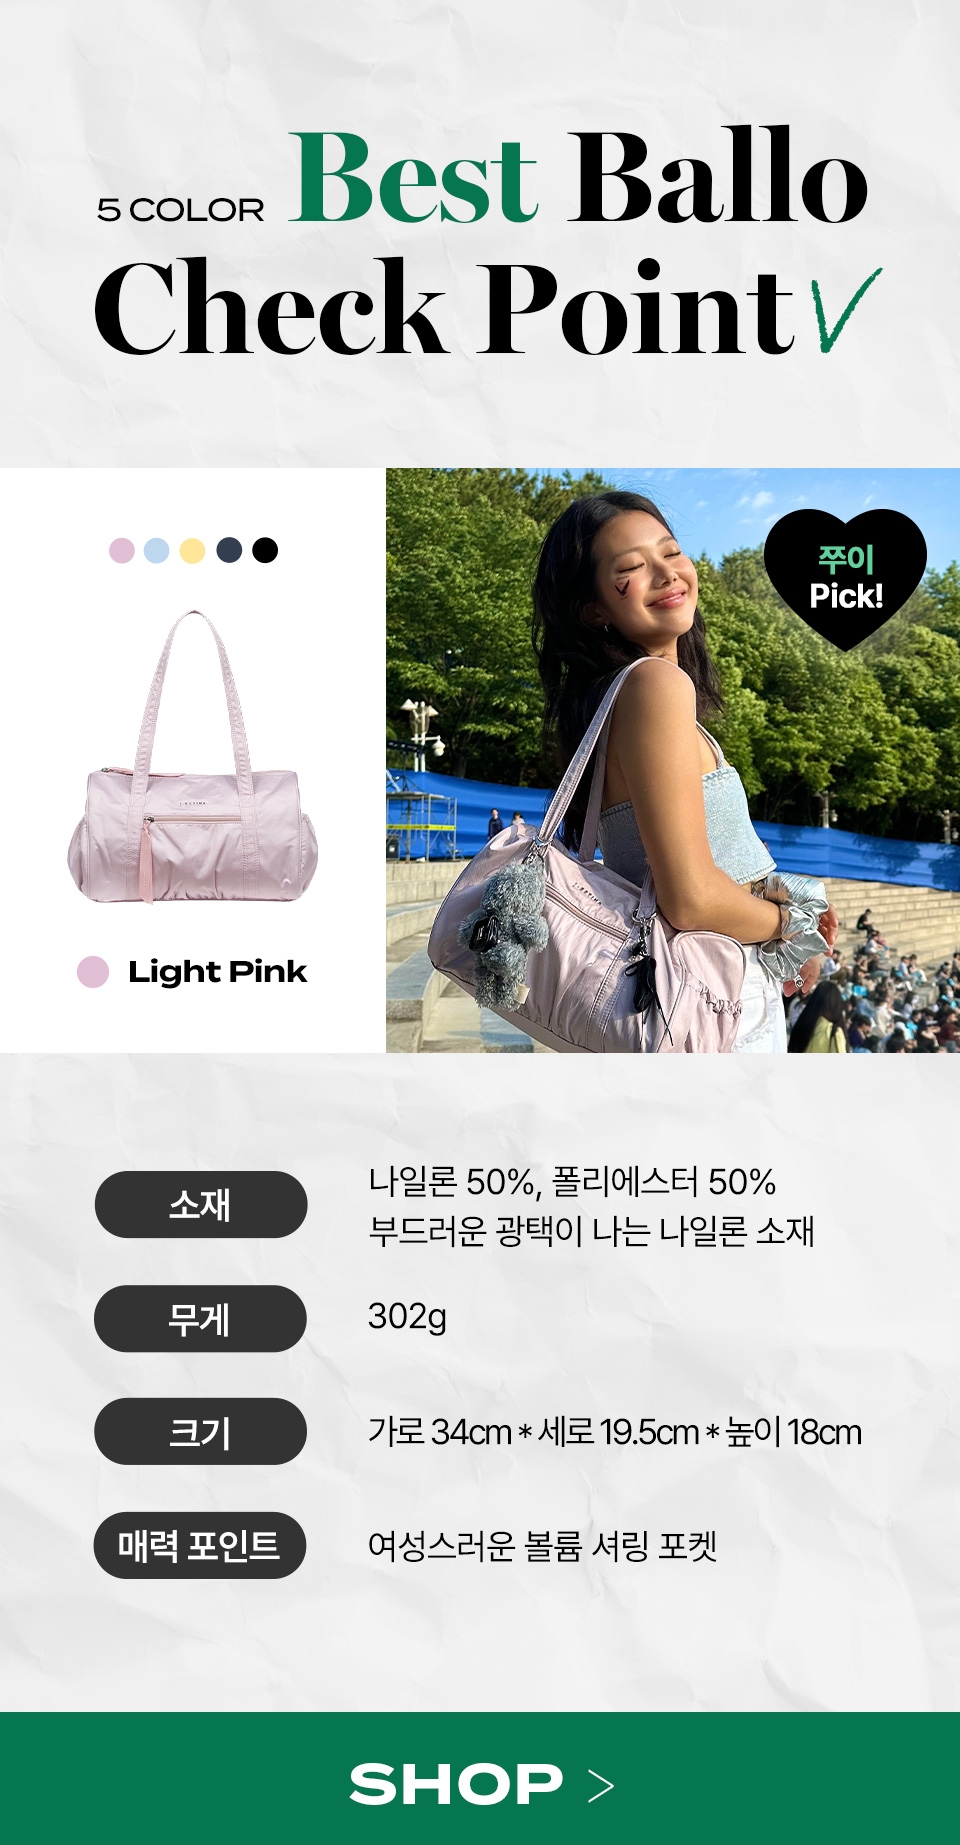 5 COLOR Best Ballo
Check Point
쭈이
Pick!
J.ESTINA
Light Pink
소재
나일론 50%, 폴리에스터 50%
부드러운 광택이 나는 나일론 소재
무게
302g
크기
가로 34cm * 세로 19.5cm * 높이 18cm
매력 포인트
여성스러운 볼륨 셔링 포켓
SHOP >